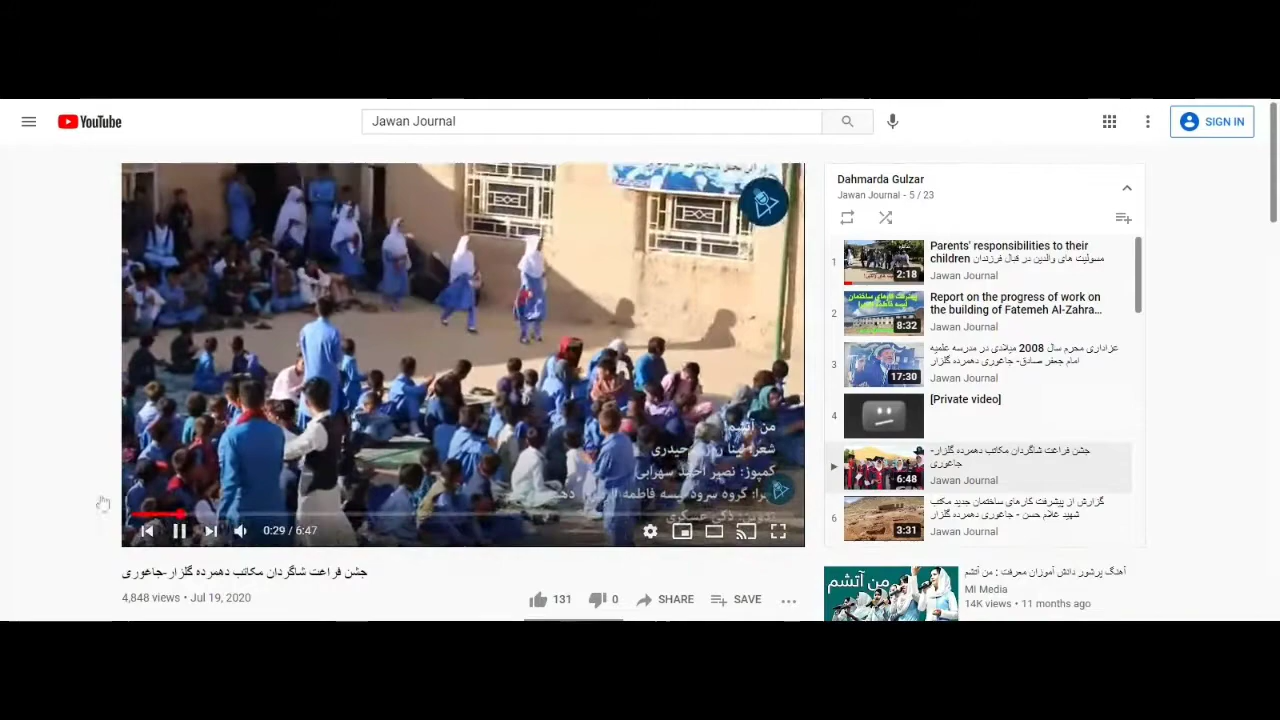 YouTube
Jawan Journal
SIGN IN
من آتشم!
کمپوز: نصیر احمد سهرابی
0:29 / 6:47
جشن فراغت شاگردان مکاتب دهمرده گلزار-جاغوری
4,848 views • Jul 19, 2020
131
0
SHARE
SAVE
Dahmarda Gulzar
Jawan Journal - 5 / 23
1
2:18
Parents' responsibilities to their
children مسولیت های والدین در قبال فرزندان
Jawan Journal
2
8:32
Report on the progress of work on
the building of Fatemeh Al-Zahra...
Jawan Journal
3
17:30
عزاداری محرم سال 2008 میلادی در مدرسه علمیه
امام جعفر صادق- جاغوری دهمرده گلزار
Jawan Journal
4
[Private video]
6:48
جشن فراغت شاگردان مکاتب دهمرده گلزار-
جاغوری
Jawan Journal
6
3:31
گزارش از پیشرفت کارهای ساختمان جدید مکتب
شهید غلام حسن - جاغوری دهمرده گلزار
Jawan Journal
من آتشم
آهنگ پرشور دانش آموزان معرفت : من آتشم
MI Media
14K views • 11 months ago